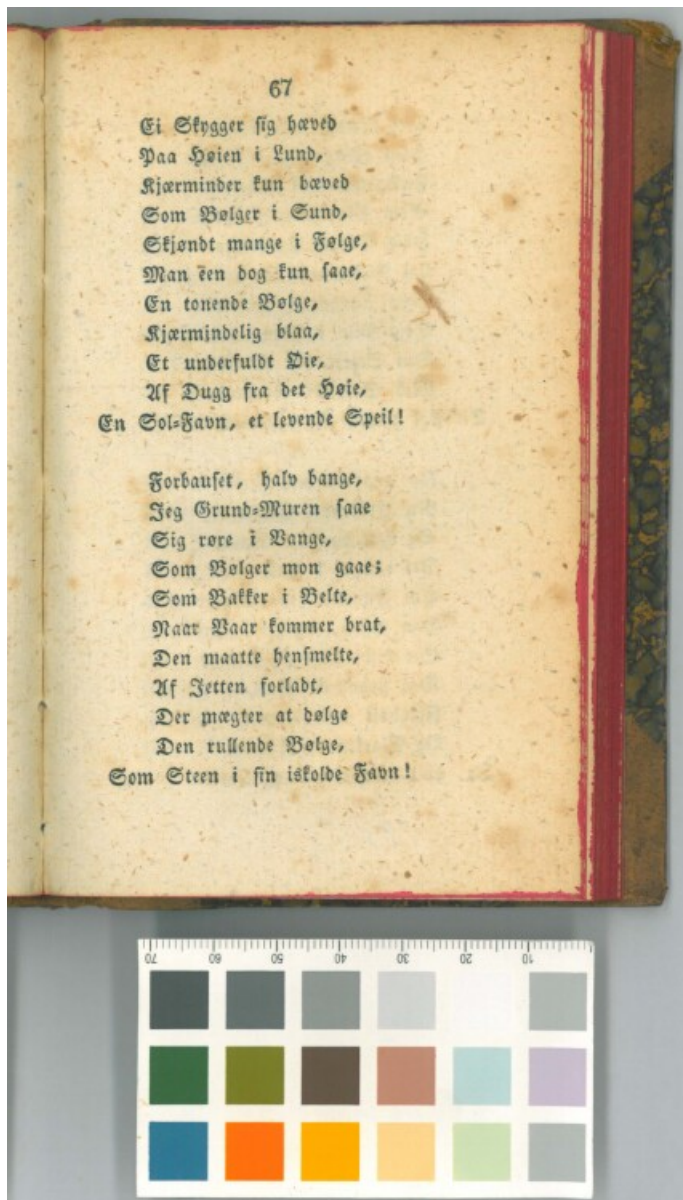 67
Ei Skygger sig hæved
Paa Høien i Lund,
Kjærminder kun bæved
Som Bølger i Sund,
Skjøndt mange i Følge,
Man een dog kun saae,
En tonende Bølge,
Kjærmindelig blaa,
Et underfuldt Øie,
Af Dugg fra det Høie,
En Sol-Favn, et levende Speil!
Forbauset, halv bange,
Jeg Grund-Muren saae
Sig røre i Vange,
Som Bølger mon gaae;
Som Bakker i Belte,
Naar Vaar kommer brat,
Den maatte hensmelte,
Af Jetten forladt,
Der mægter at dølge
Den rullende Bølge,
Som Steen i sin iskolde Favn!
70 60 50 40 30 20 10